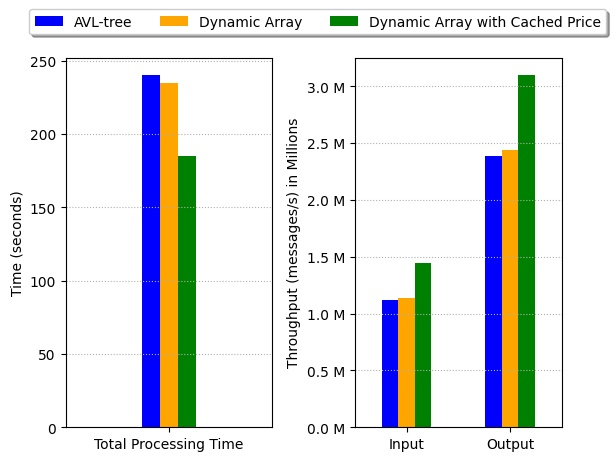 AVL-tree Dynamic Array Dynamic Array with Cached Price
250
200
150
100
50
0
Time (seconds)
Total Processing Time
3.0 M
2.5 M
2.0 M
1.5 M
1.0 M
0.5 M
0.0 M
Throughput (messages/s) in Millions
Input Output